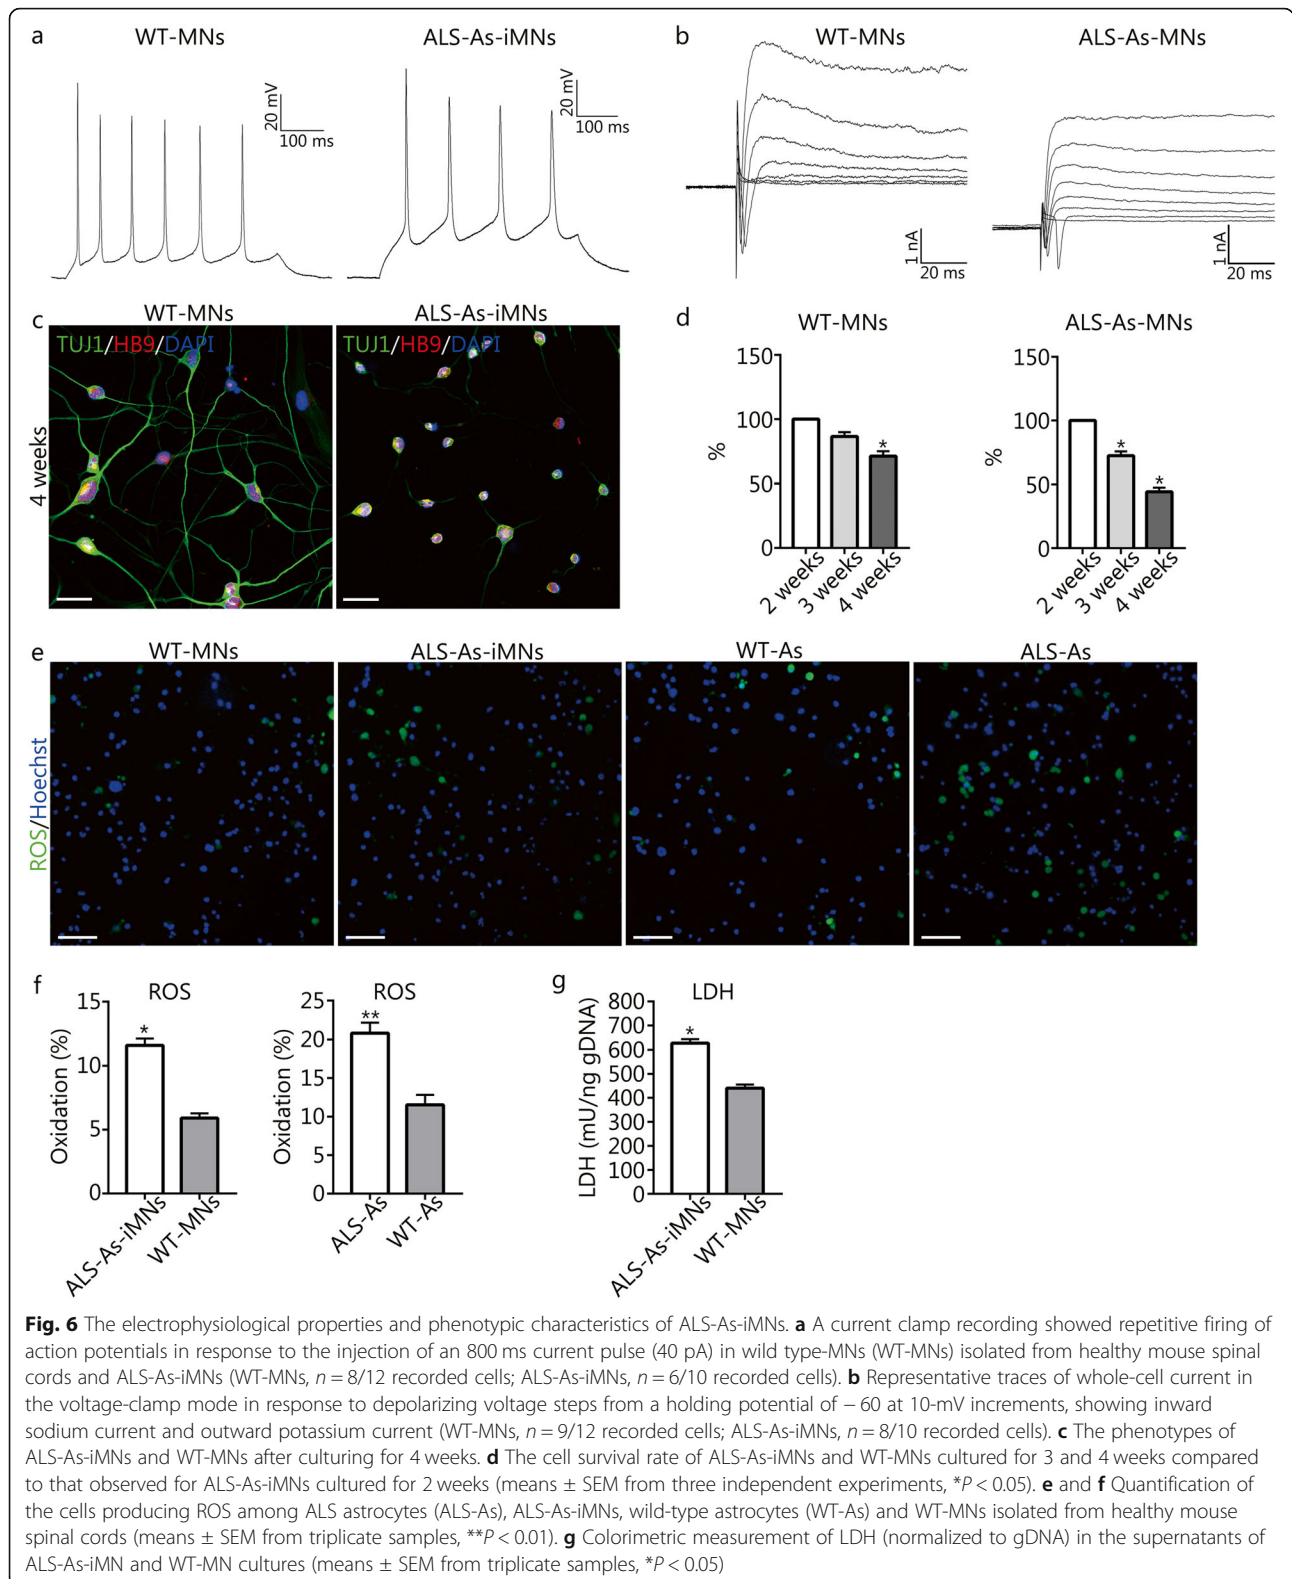 a
WT-MNs
ALS-As-iMNs
20 mV
100 ms
20 mV
100 ms
b
WT-MNs
ALS-As-MNs
1 nA
20 ms
1 nA
20 ms
c
WT-MNs
ALS-As-iMNs
4 weeks
TUJ1/HB9/DAPI
TUJ1/HB9/DAPI
d
WT-MNs
ALS-As-MNs
%
150
100
50
0
*
2 weeks
3 weeks
4 weeks
%
150
100
50
0
*
*
2 weeks
3 weeks
4 weeks
e
WT-MNs
ALS-As-iMNs
WT-As
ALS-As
ROS/Hoechst
f
ROS
Oxidation (%)
15
10
5
0
*
ALS-As-iMNs
WT-MNs
ROS
Oxidation (%)
25
20
15
10
5
0
**
ALS-As
WT-As
g
LDH
LDH (mU/ng gDNA)
800
700
600
500
400
300
200
100
0
*
ALS-As-iMNs
WT-MNs
Fig. 6 The electrophysiological properties and phenotypic characteristics of ALS-As-iMNs. a A current clamp recording showed repetitive firing of
action potentials in response to the injection of an 800 ms current pulse (40 pA) in wild type-MNs (WT-MNs) isolated from healthy mouse spinal
cords and ALS-As-iMNs (WT-MNs, n = 8/12 recorded cells; ALS-As-iMNs, n = 6/10 recorded cells). b Representative traces of whole-cell current in
the voltage-clamp mode in response to depolarizing voltage steps from a holding potential of − 60 at 10-mV increments, showing inward
sodium current and outward potassium current (WT-MNs, n = 9/12 recorded cells; ALS-As-iMNs, n = 8/10 recorded cells). c The phenotypes of
ALS-As-iMNs and WT-MNs after culturing for 4 weeks. d The cell survival rate of ALS-As-iMNs and WT-MNs cultured for 3 and 4 weeks compared
to that observed for ALS-As-iMNs cultured for 2 weeks (means ± SEM from three independent experiments, *P < 0.05). e and f Quantification of
the cells producing ROS among ALS astrocytes (ALS-As), ALS-As-iMNs, wild-type astrocytes (WT-As) and WT-MNs isolated from healthy mouse
spinal cords (means ± SEM from triplicate samples, **P < 0.01). g Colorimetric measurement of LDH (normalized to gDNA) in the supernatants of
ALS-As-iMN and WT-MN cultures (means ± SEM from triplicate samples, *P < 0.05)